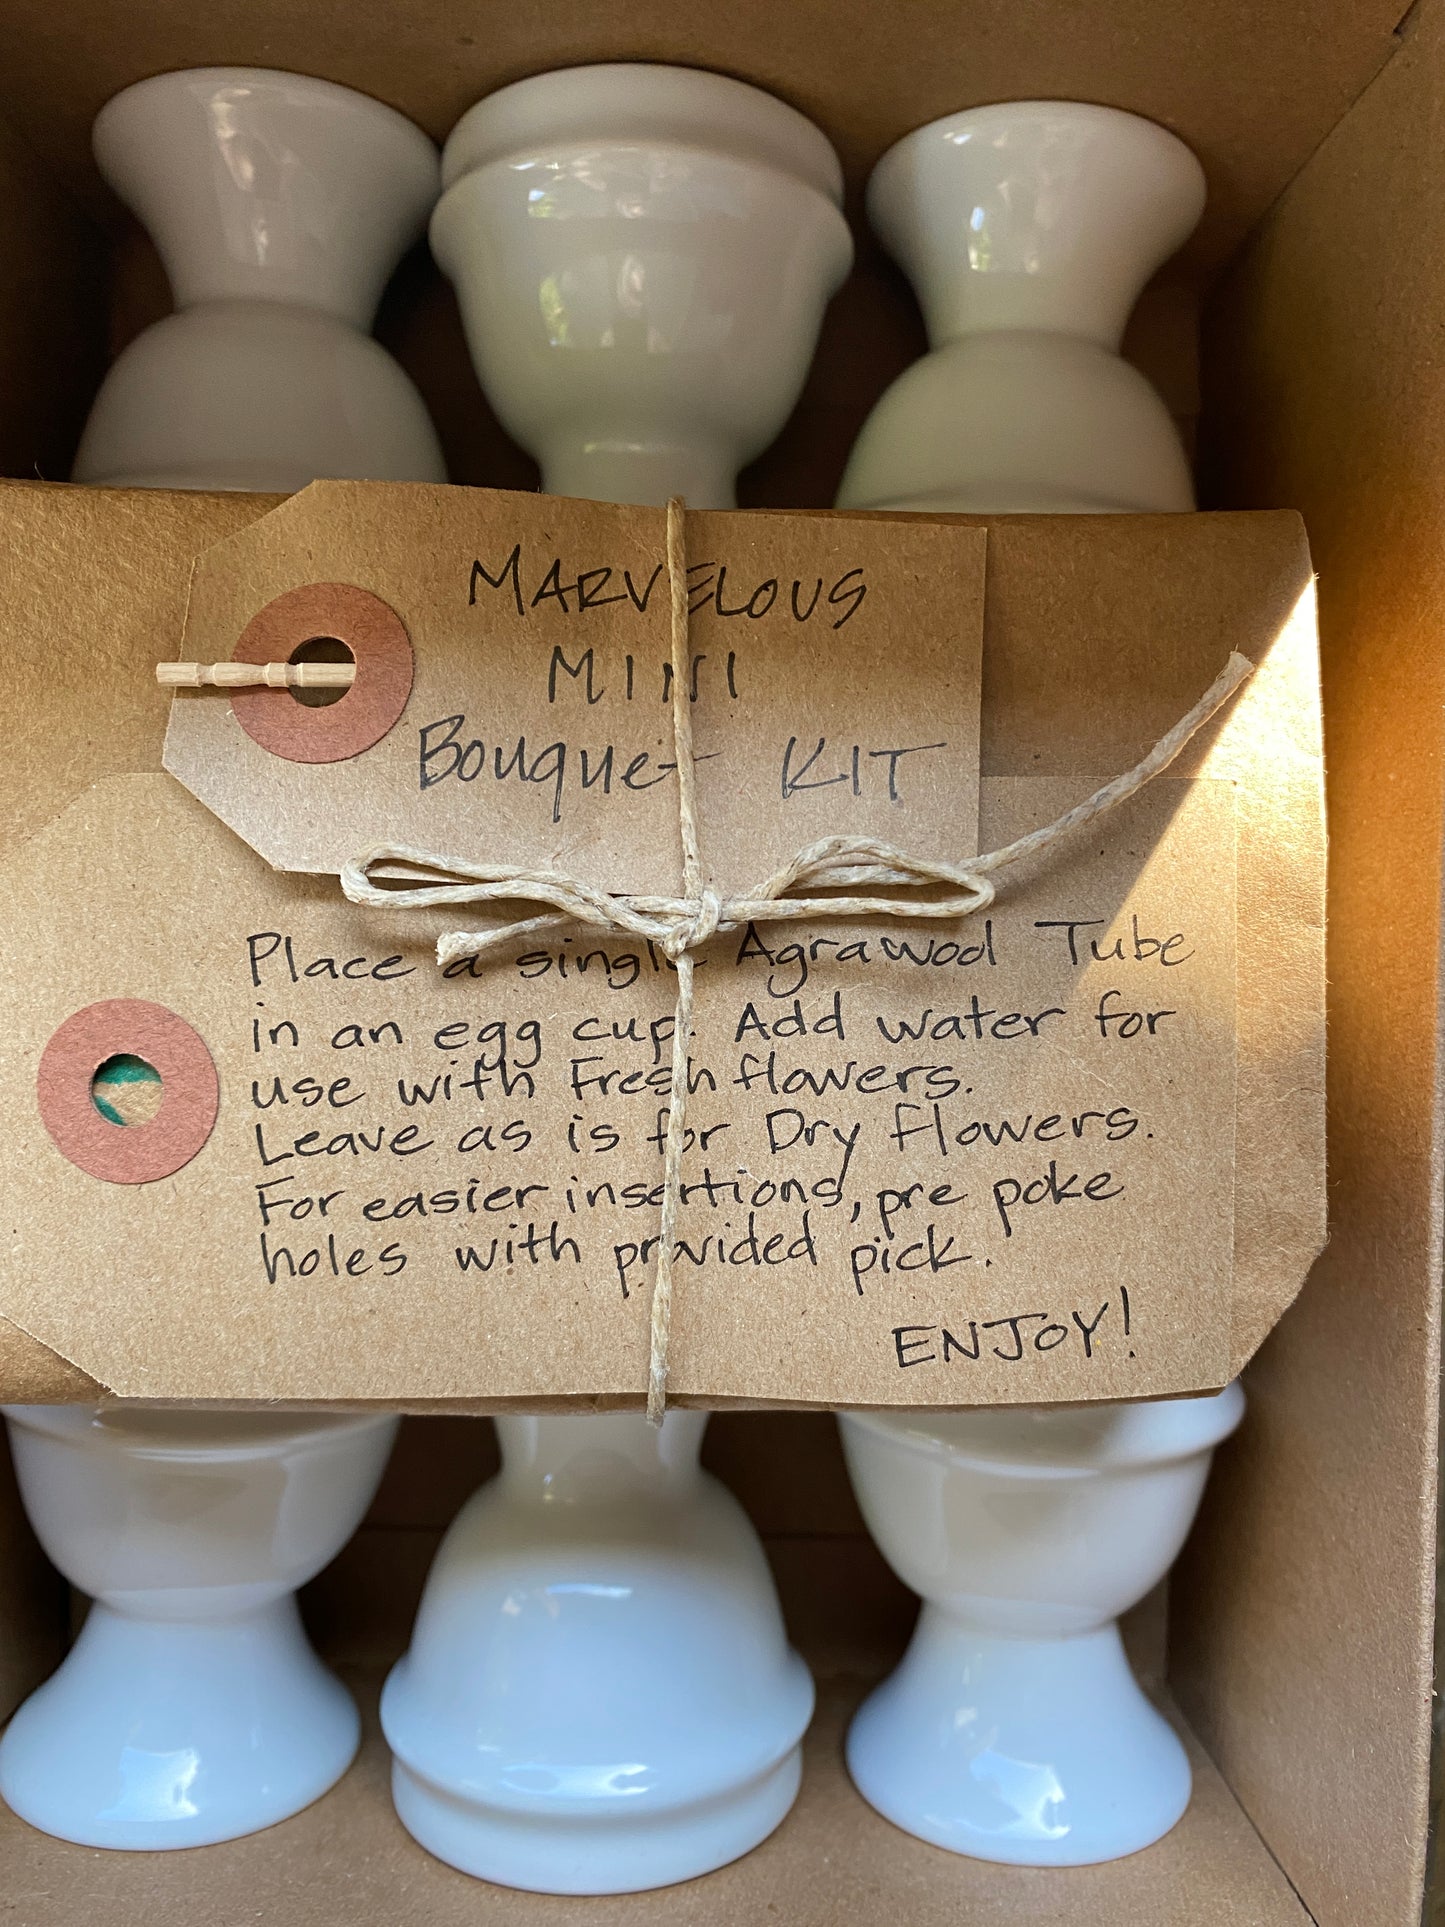 MARVELOUS
MINI
Bouquet KIT
Place a single Agrawool Tube
in an egg cup. Add water for
use with Fresh flowers.
Leave as is for Dry flowers.
For easier insertions, pre poke
holes with provided pick.
ENJOY!